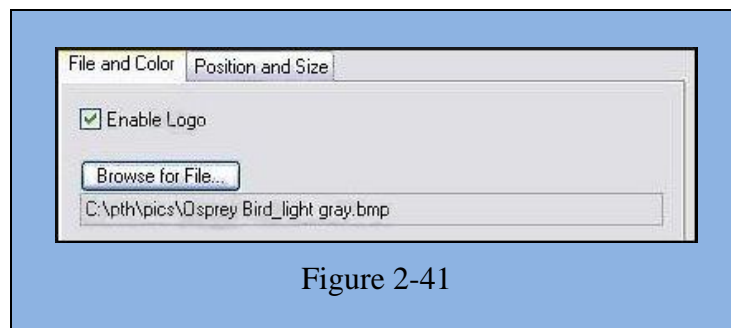 File and Color Position and Size
Enable Logo
Browse for File...
C:\pth\pics\Osprey Bird_light gray.bmp
Figure 2-41